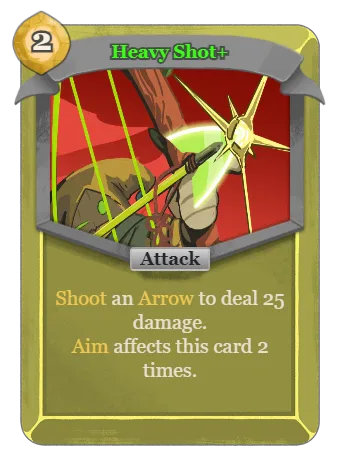 2
Heavy Shot+
Attack
Shoot an Arrow to deal 25
damage.
Aim affects this card 2
times.